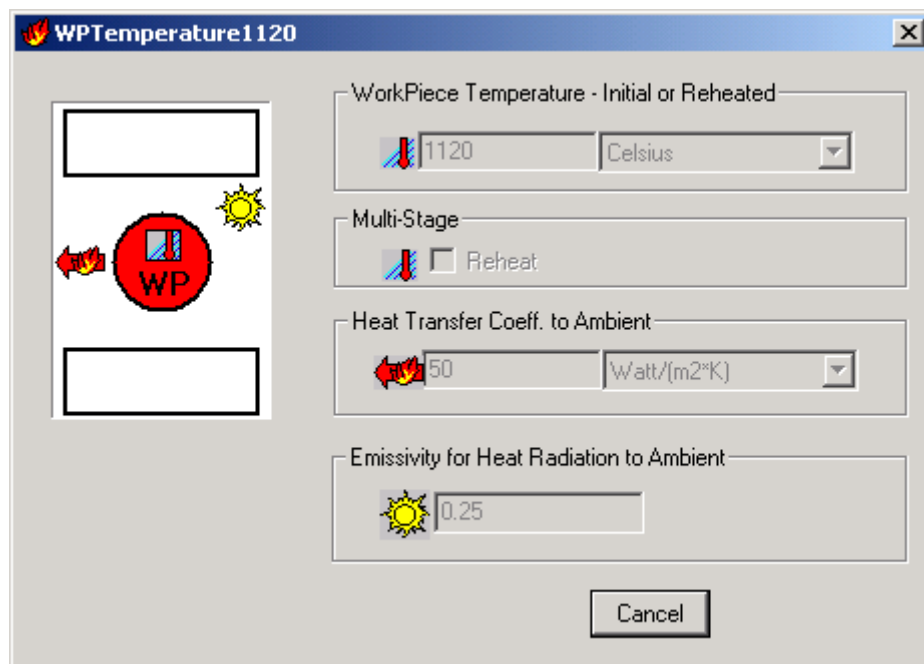 WPTemperature1120
WorkPiece Temperature - Initial or Reheated
1120 Celsius
Multi-Stage
Reheat
WP
Heat Transfer Coeff. to Ambient
50 Watt/(m2*K)
Emissivity for Heat Radiation to Ambient
0.25
Cancel